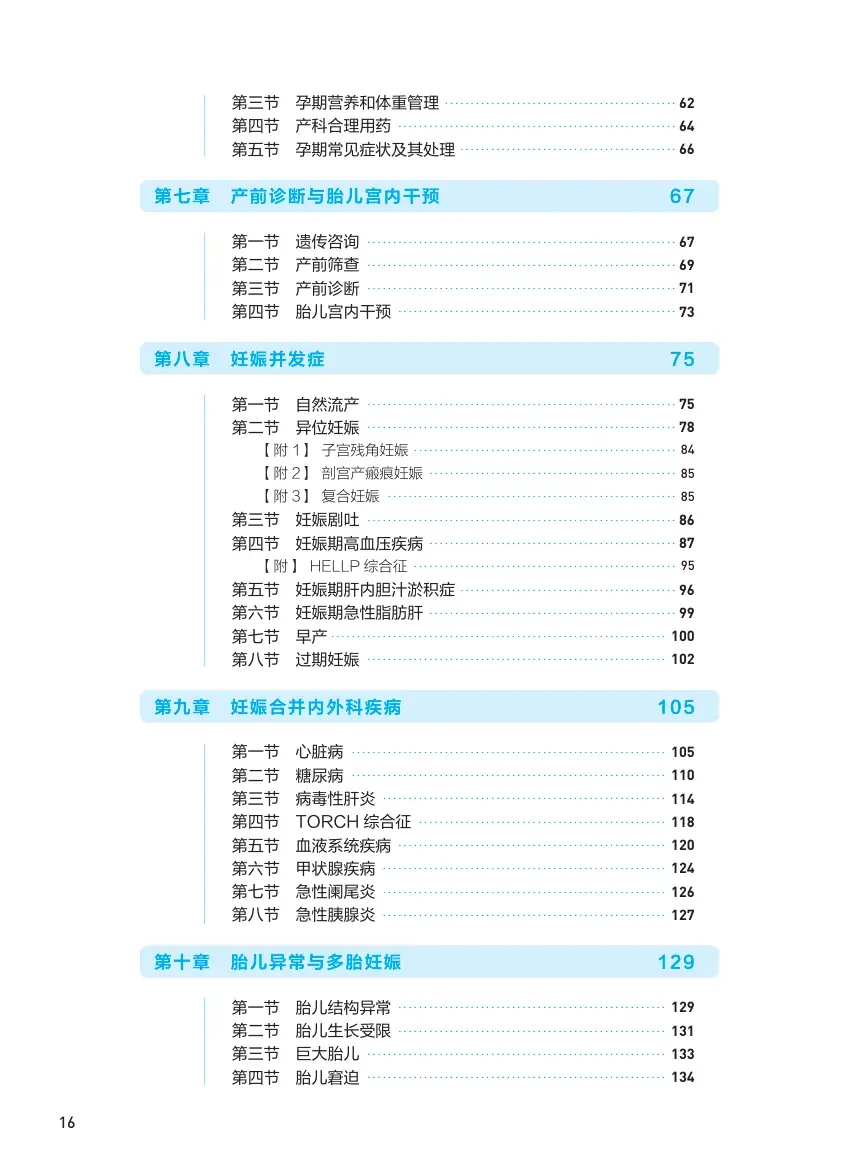 第三节 孕期营养和体重管理 62
第四节 产科合理用药 64
第五节 孕期常见症状及其处理 66
第七章 产前诊断与胎儿宫内干预 67
第一节 遗传咨询 67
第二节 产前筛查 69
第三节 产前诊断 71
第四节 胎儿宫内干预 73
第八章 妊娠并发症 75
第一节 自然流产 75
第二节 异位妊娠 78
【附1】 子宫残角妊娠 84
【附2】 剖宫产瘢痕妊娠 85
【附3】 复合妊娠 85
第三节 妊娠剧吐 86
第四节 妊娠期高血压疾病 87
【附】 HELLP 综合征 95
第五节 妊娠期肝内胆汁淤积症 96
第六节 妊娠期急性脂肪肝 99
第七节 早产 100
第八节 过期妊娠 102
第九章 妊娠合并内外科疾病 105
第一节 心脏病 105
第二节 糖尿病 110
第三节 病毒性肝炎 114
第四节 TORCH 综合征 118
第五节 血液系统疾病 120
第六节 甲状腺疾病 124
第七节 急性阑尾炎 126
第八节 急性胰腺炎 127
第十章 胎儿异常与多胎妊娠 129
第一节 胎儿结构异常 129
第二节 胎儿生长受限 131
第三节 巨大胎儿 133
第四节 胎儿窘迫 134
16